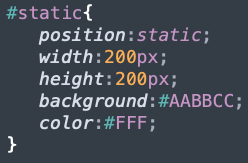 #static{
position:static;
width:200px;
height:200px;
background:#AABBCC;
color:#FFF;
}